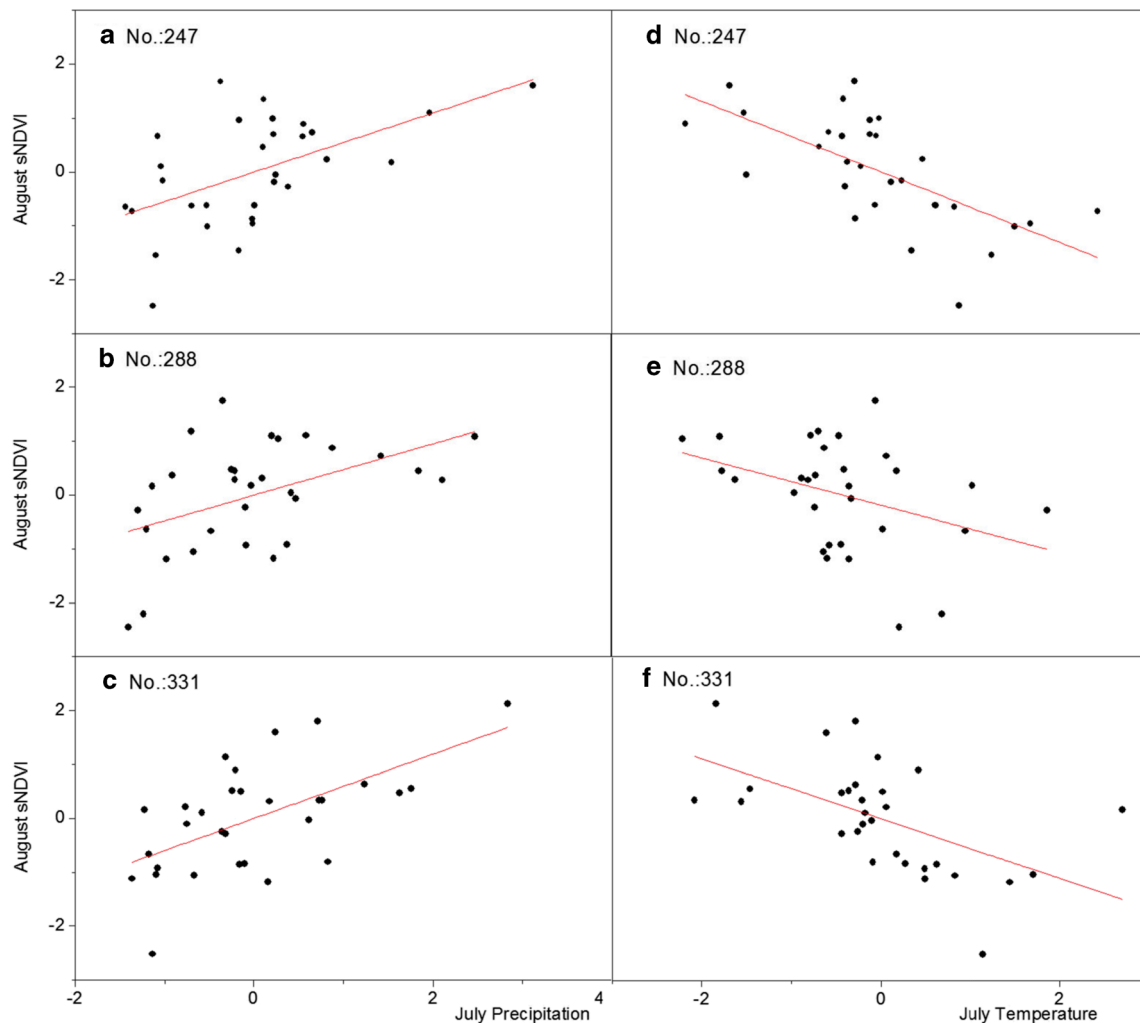 a No.:247
d No.:247
2
0
-2
August sNDVI
b No.:288
e No.:288
2
0
-2
August sNDVI
c No.:331
f No.:331
2
0
-2
August sNDVI
-2 0 2 4
July Precipitation
-2 0 2
July Temperature